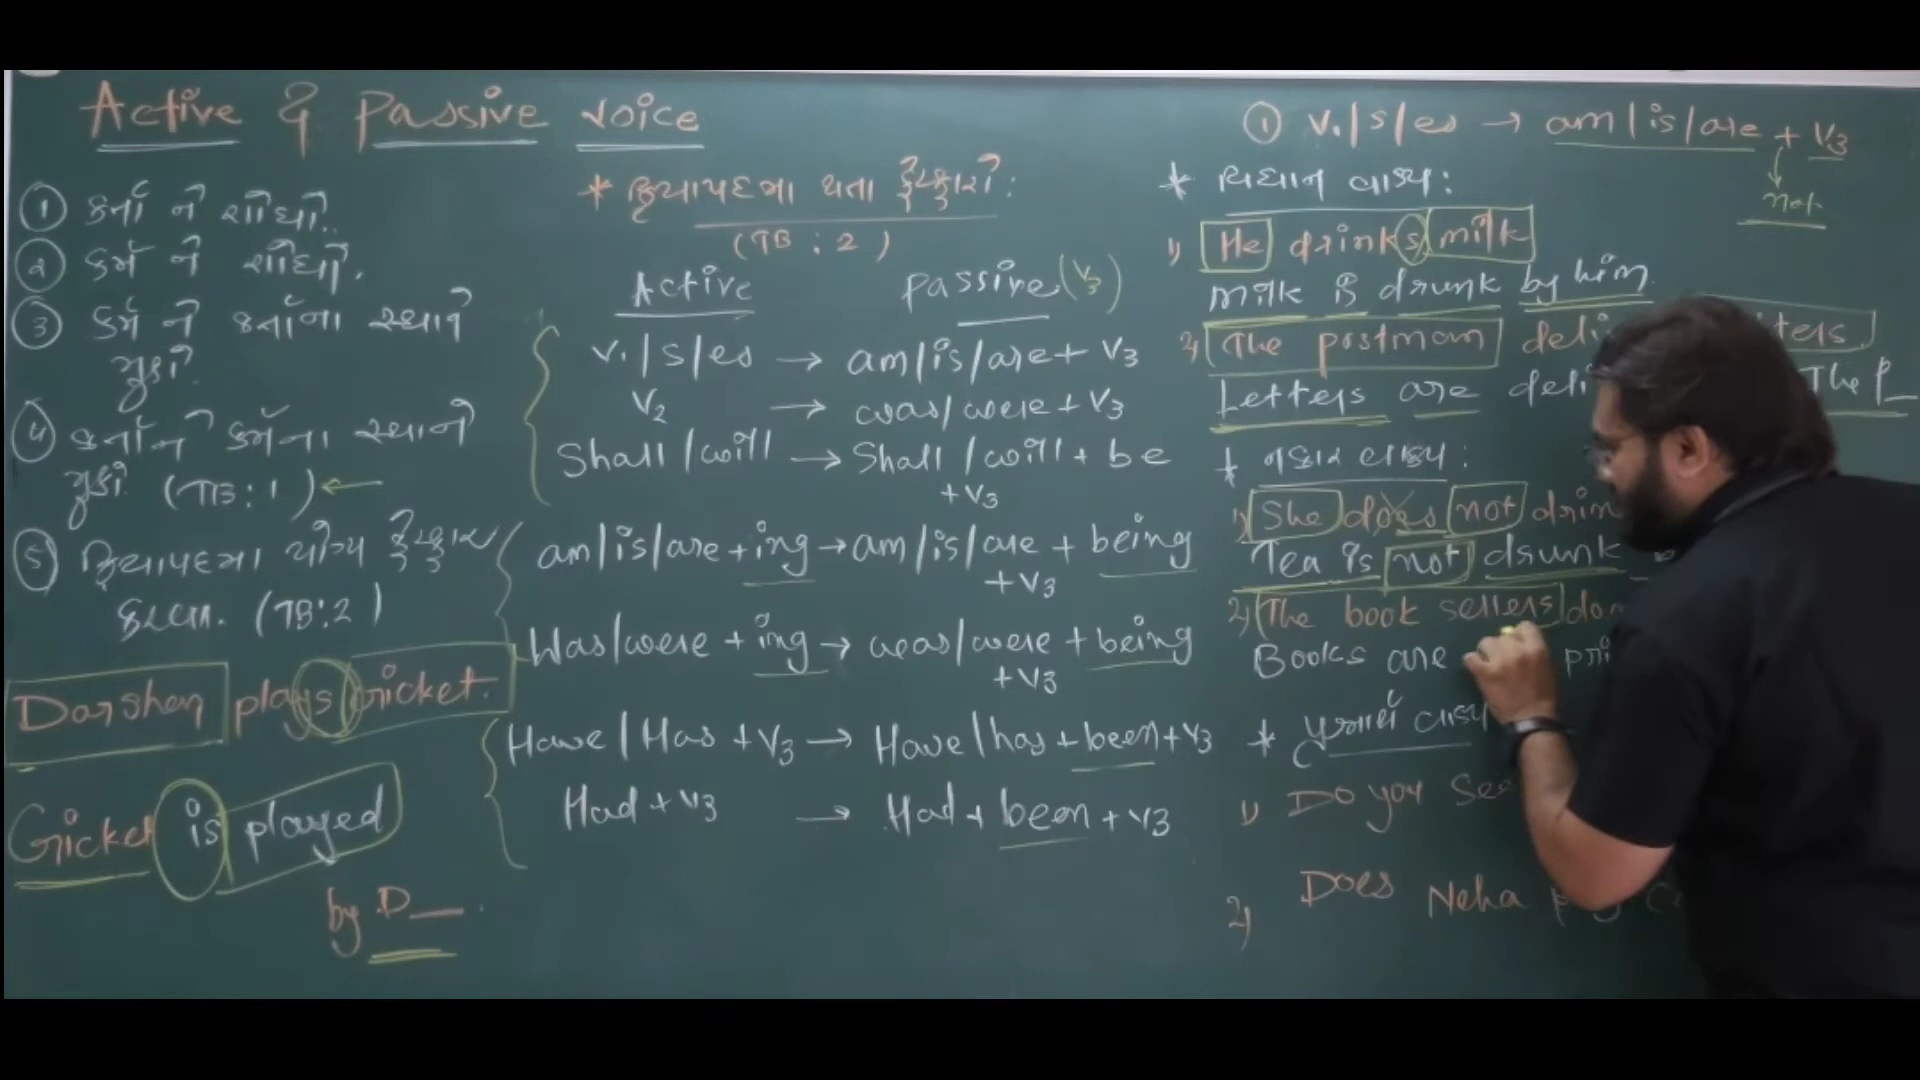 Active & Passive voice
① કર્તા ને શોધો.
② કર્મ ને શોધો.
③ કર્મ ને કર્તાના સ્થાને
મૂકો.
④ કર્તાને કર્મના સ્થાને
મૂકો (TB:1) ←
⑤ ક્રિયાપદમા યોગ્ય ફેરફાર
કરવા. (TB:2)
Darshan plays cricket.
Cricket is played
by D__.
* ક્રિયાપદમા થતા ફેરફારો:
(TB : 2)
Active Passive (V3)
V1/s/es → am/is/are + V3
V2 → was/were + V3
Shall/will → Shall/will + be
+V3
am/is/are + ing → am/is/are + being
+V3
Was/were + ing → was/were + being
+V3
Have/Has + V3 → Have/has + been + V3
Had + V3 → Had + been + V3
① V1/s/es → am/is/are + V3
not
* વાક્ય:
1) He drinks milk
Milk is drunk by him.
2) The postman letters.
Letters are The P__
* નકાર વાક્ય:
1) She does not
Tea is not drunk
2) The book sellers
Books are
* પ્રશ્નાર્થ વાક્ય
1) Do you
2) Does Neha